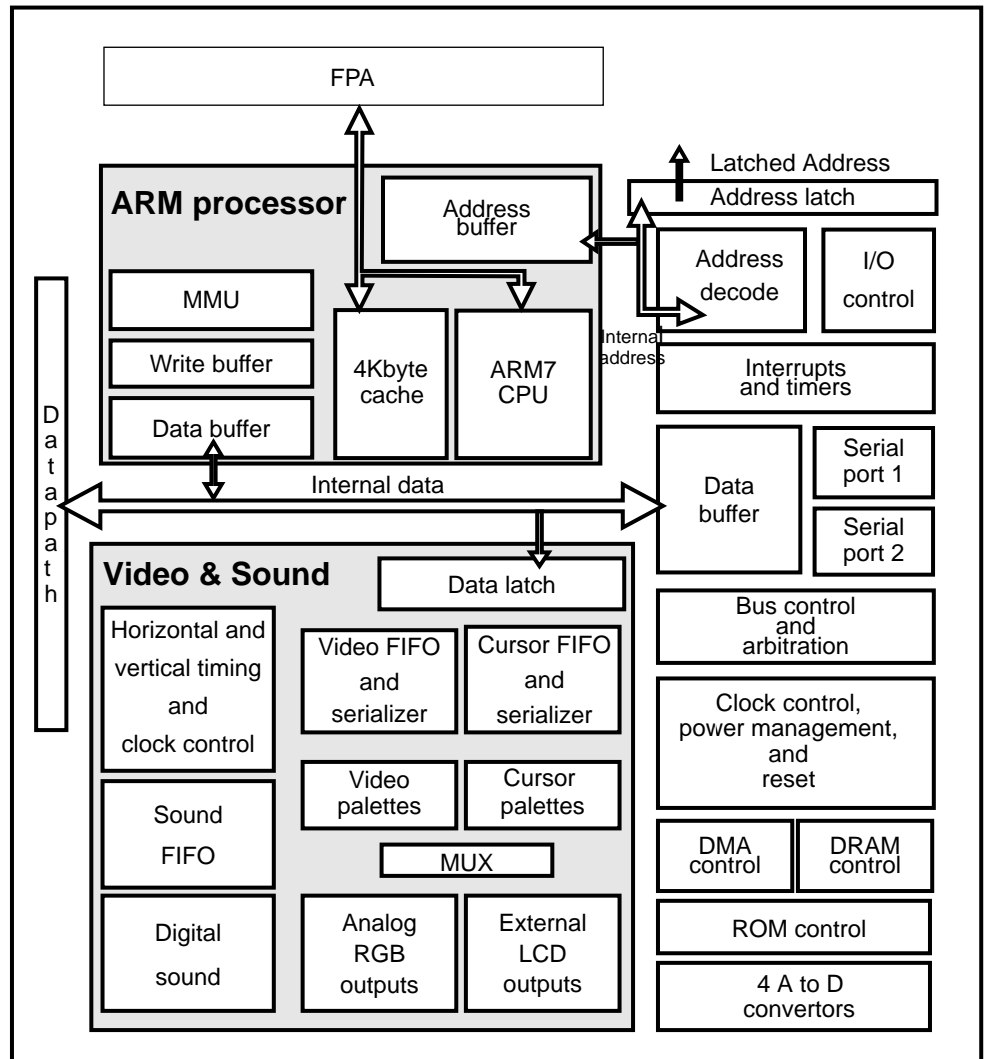 FPA
ARM processor
Address
buffer
MMU
Write buffer
Data buffer
4Kbyte
cache
ARM7
CPU
Latched Address
Address latch
Address
decode
I/O
control
Internal
address
Interrupts
and timers
Datapath
Internal data
Data
buffer
Serial
port 1
Serial
port 2
Video & Sound
Data latch
Horizontal and
vertical timing
and
clock control
Video FIFO
and
serializer
Cursor FIFO
and
serializer
Sound
FIFO
Video
palettes
Cursor
palettes
MUX
Digital
sound
Analog
RGB
outputs
External
LCD
outputs
Bus control
and
arbitration
Clock control,
power management,
and
reset
DMA
control
DRAM
control
ROM control
4 A to D
convertors